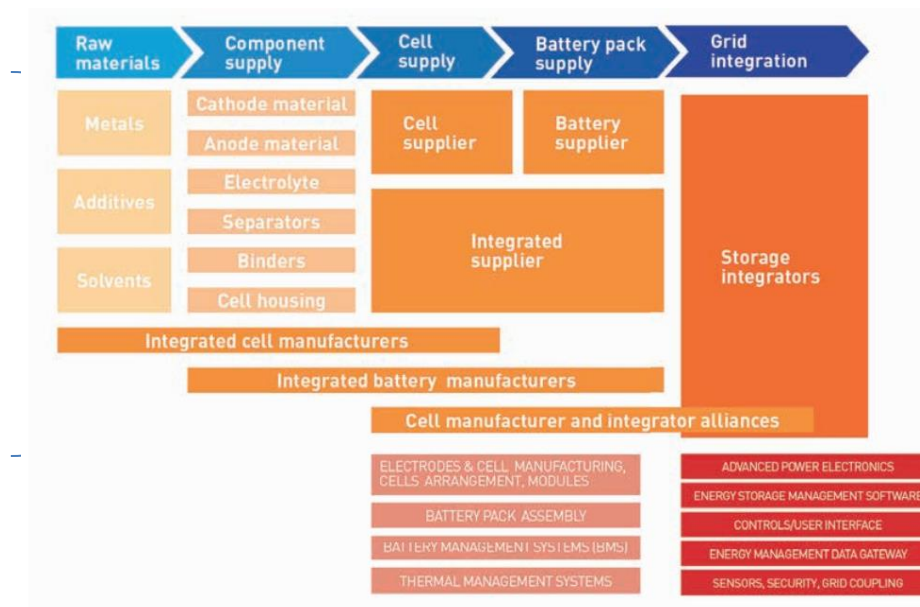 Raw
materials
Component
supply
Cell
supply
Battery pack
supply
Grid
integration
Metals
Additives
Solvents
Cathode material
Anode material
Electrolyte
Separators
Binders
Cell housing
Cell
supplier
Battery
supplier
Integrated
supplier
Storage
integrators
Integrated cell manufacturers
Integrated battery manufacturers
Cell manufacturer and integrator alliances
ELECTRODES & CELL MANUFACTURING,
CELLS ARRANGEMENT, MODULES
BATTERY PACK ASSEMBLY
BATTERY MANAGEMENT SYSTEMS (BMS)
THERMAL MANAGEMENT SYSTEMS
ADVANCED POWER ELECTRONICS
ENERGY STORAGE MANAGEMENT SOFTWARE
CONTROLS/USER INTERFACE
ENERGY MANAGEMENT DATA GATEWAY
SENSORS, SECURITY, GRID COUPLING